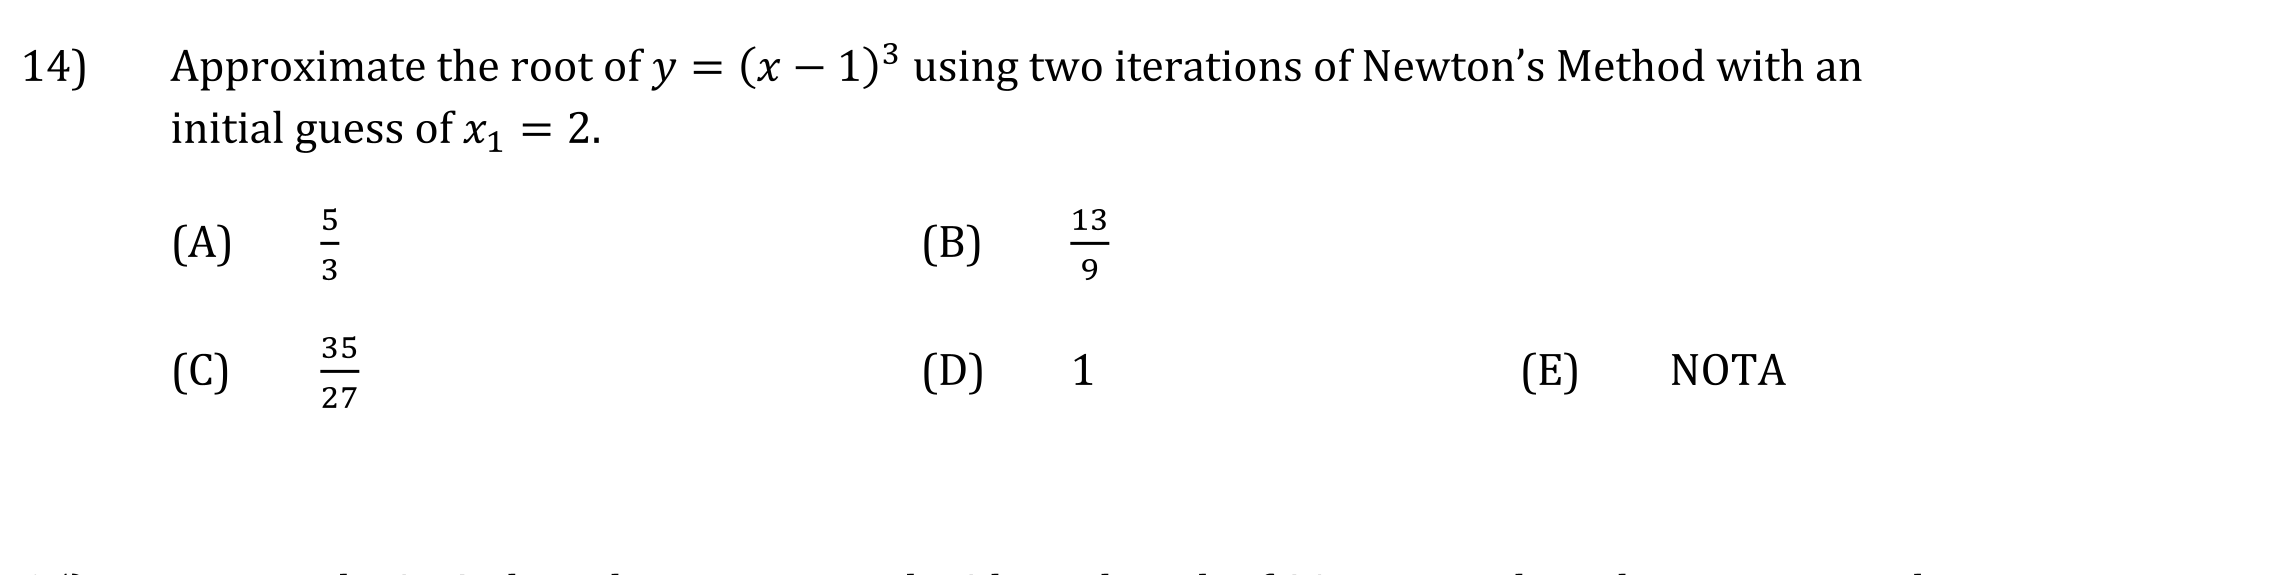 14) Approximate the root of y = (x − 1)³ using two iterations of Newton’s Method with an
initial guess of x₁ = 2.
(A) 5/3 (B) 13/9
(C) 35/27 (D) 1 (E) NOTA